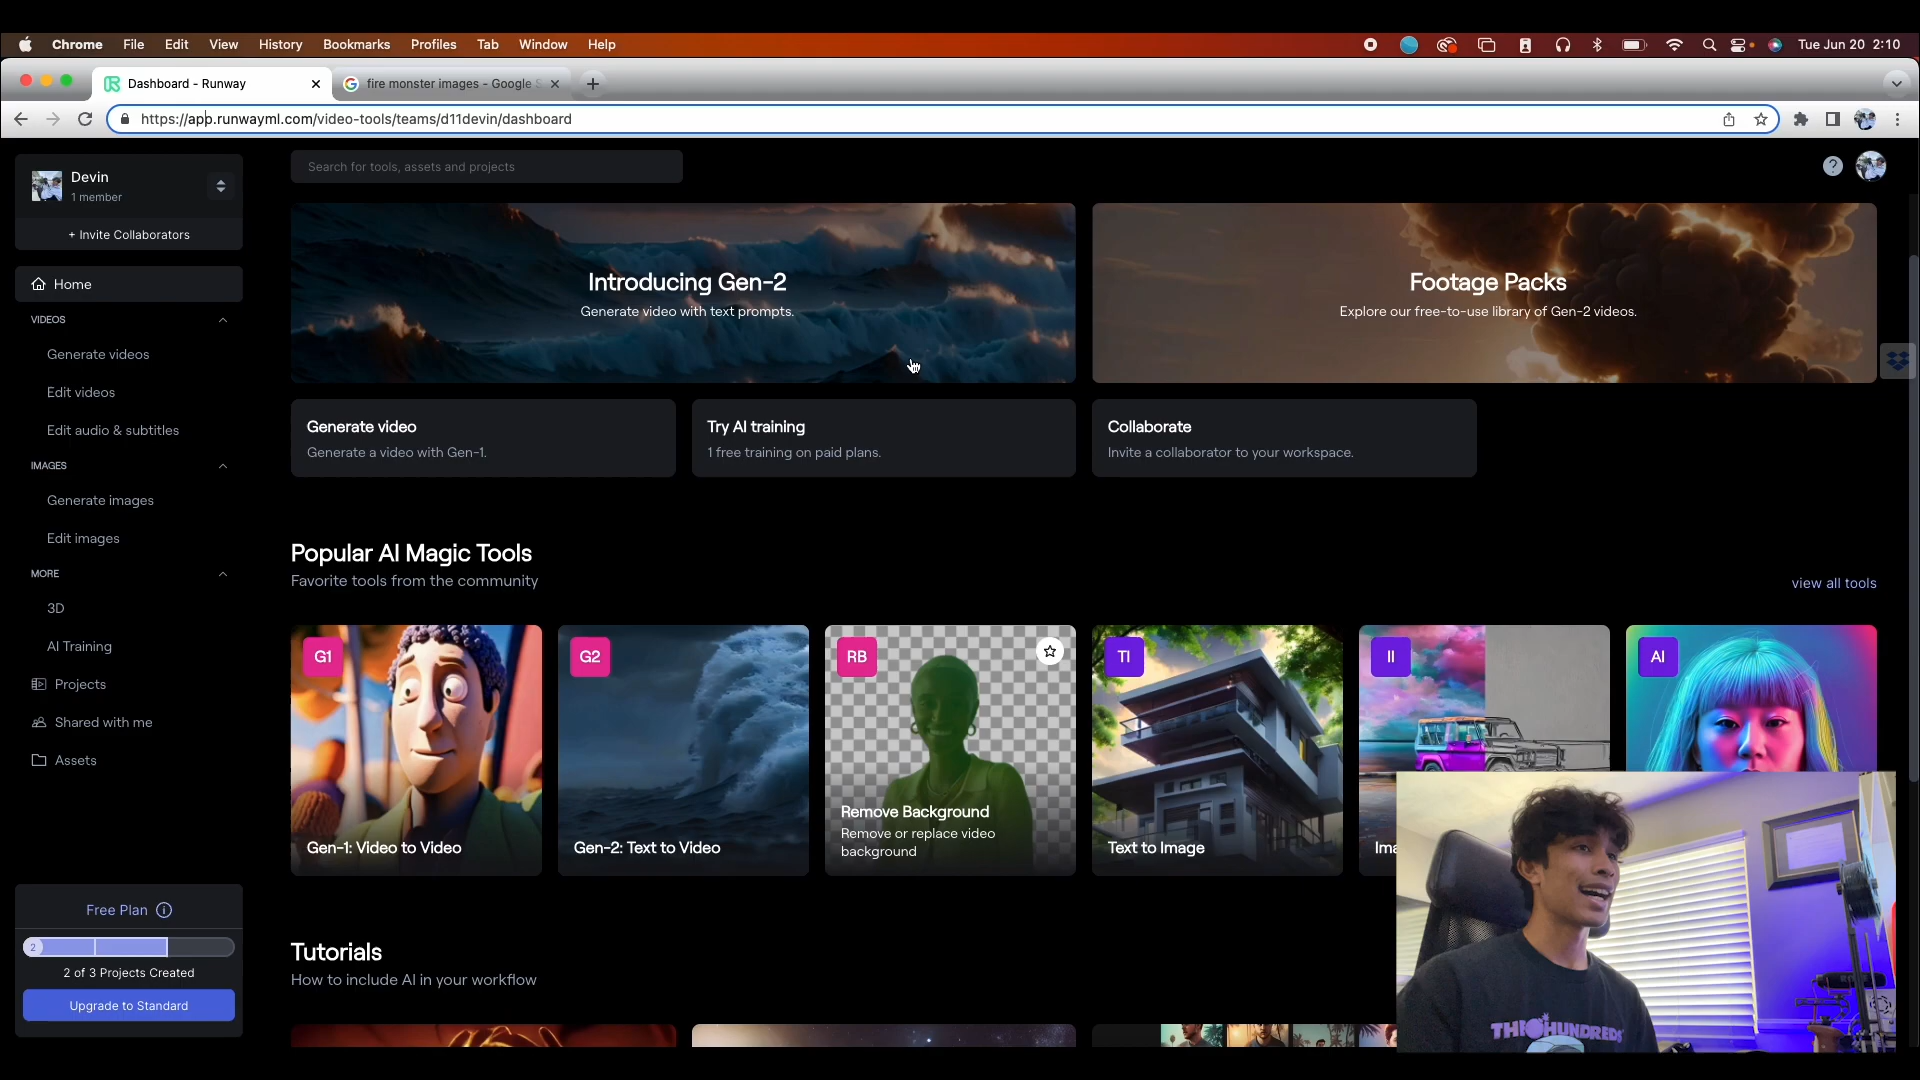 Chrome File Edit View History Bookmarks Profiles Tab Window Help
Tue Jun 20 2:10
Dashboard - Runway
fire monster images - Google S
https://app.runwayml.com/video-tools/teams/d11devin/dashboard
Devin
1 member
+ Invite Collaborators
Home
VIDEOS
Generate videos
Edit videos
Edit audio & subtitles
IMAGES
Generate images
Edit images
MORE
3D
AI Training
Projects
Shared with me
Assets
Free Plan
2
2 of 3 Projects Created
Upgrade to Standard
Search for tools, assets and projects
Introducing Gen-2
Generate video with text prompts.
Footage Packs
Explore our free-to-use library of Gen-2 videos.
Generate video
Generate a video with Gen-1.
Try AI training
1 free training on paid plans.
Collaborate
Invite a collaborator to your workspace.
Popular AI Magic Tools
Favorite tools from the community
view all tools
G1
Gen-1: Video to Video
G2
Gen-2: Text to Video
RB
Remove Background
Remove or replace video
background
TI
Text to Image
II
Ima
AI
Tutorials
How to include AI in your workflow
THE HUNDREDS